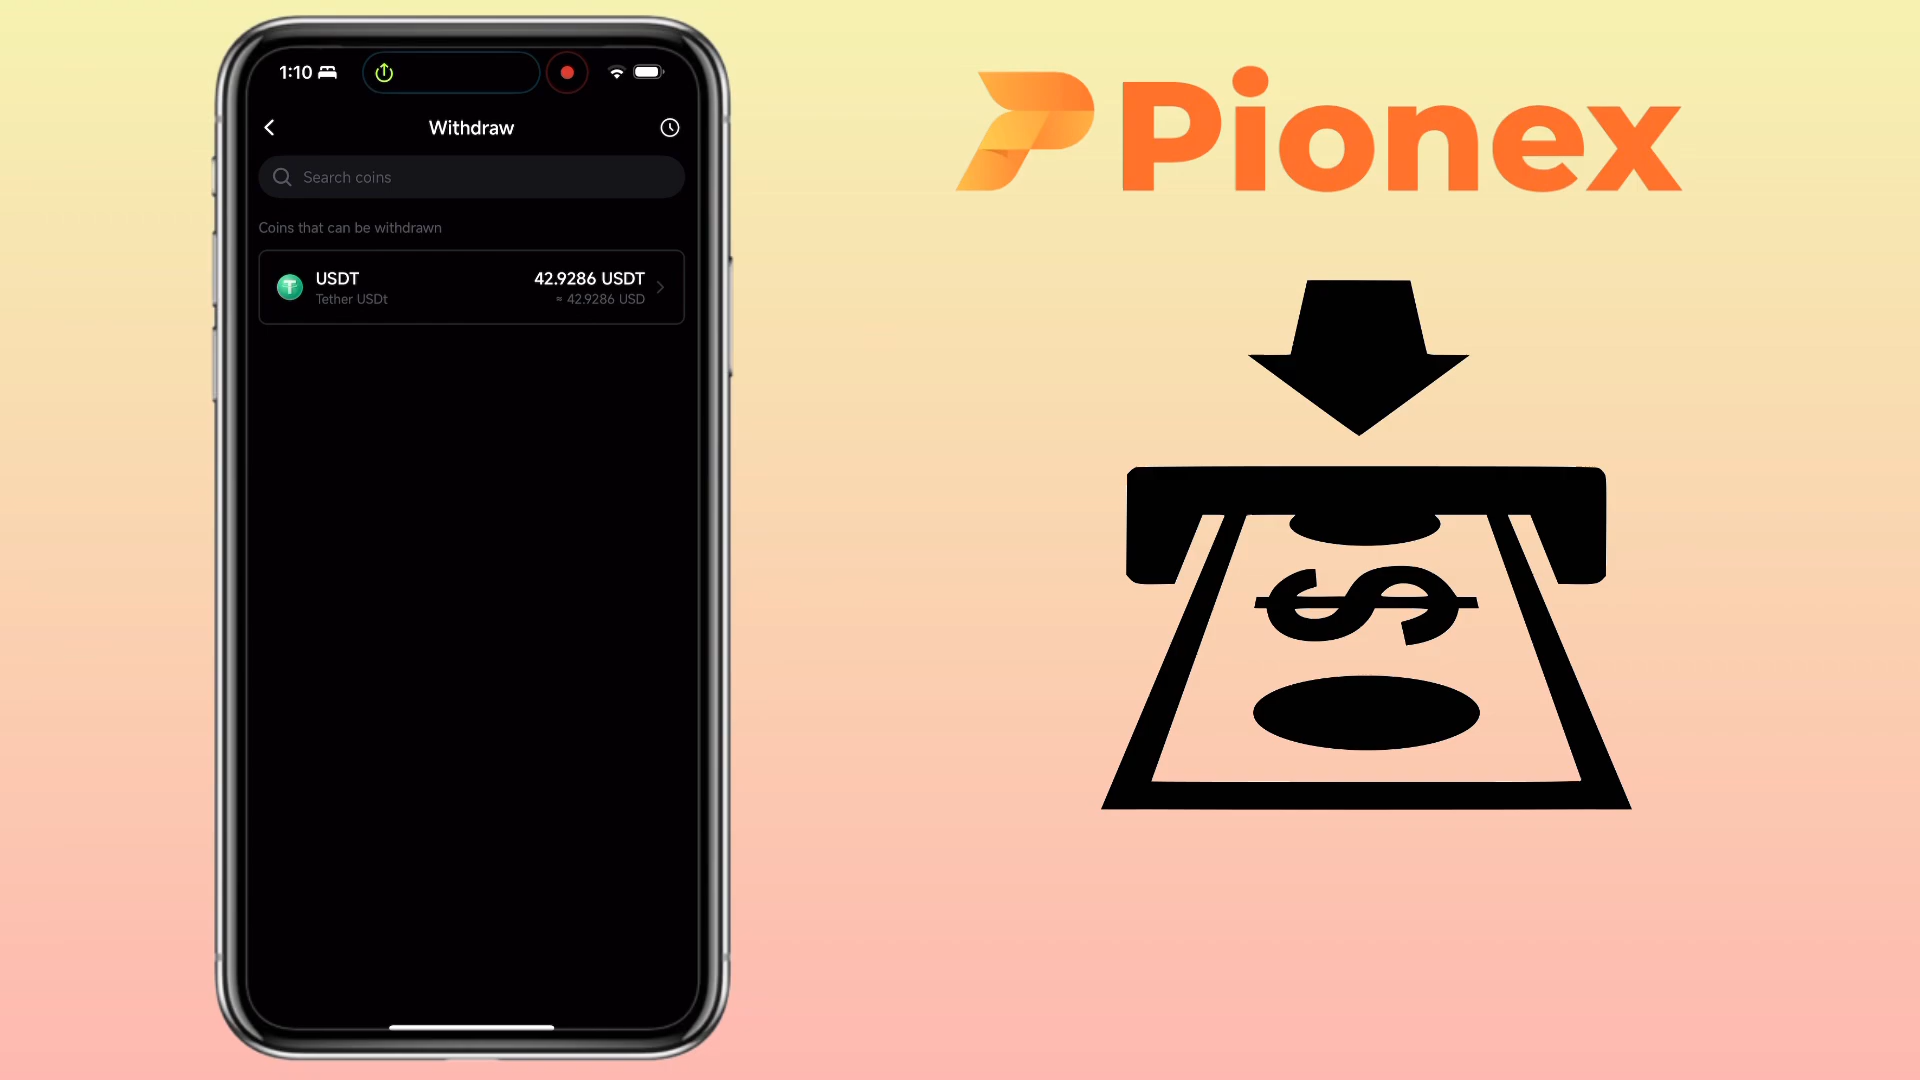 1:10
Withdraw
Search coins
Coins that can be withdrawn
USDT 42.9286 USDT
Tether USDt ≈ 42.9286 USD
Pionex
$